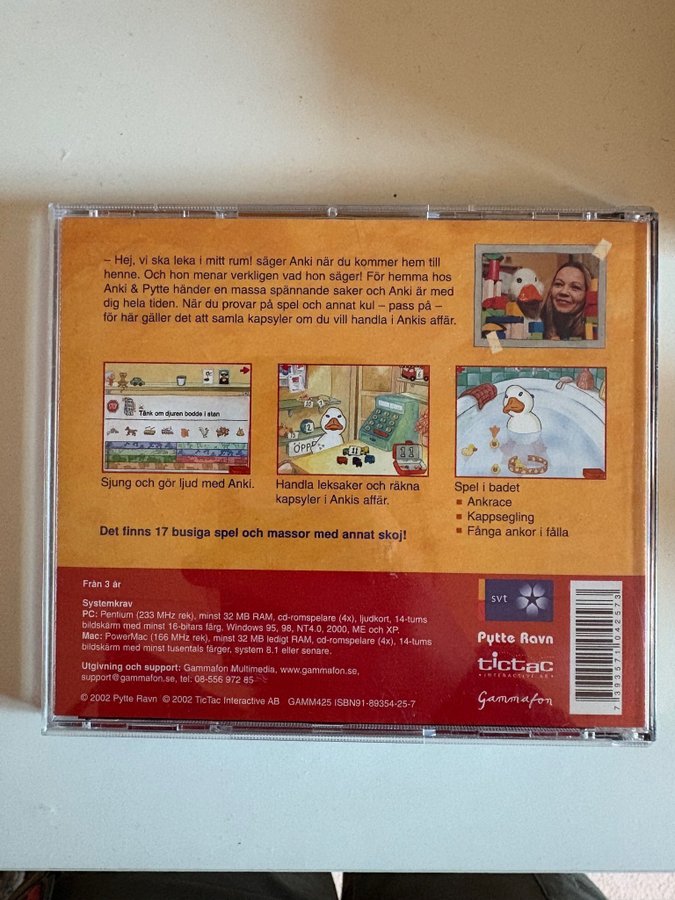 – Hej, vi ska leka i mitt rum! säger Anki när du kommer hem till
henne. Och hon menar verkligen vad hon säger! För hemma hos
Anki & Pytte händer en massa spännande saker och Anki är med
dig hela tiden. När du provar på spel och annat kul – pass på –
för här gäller det att samla kapsyler om du vill handla i Ankis affär.
Tänk om djuren bodde i stan
ÖPPET
11
11
Sjung och gör ljud med Anki.
Handla leksaker och räkna
kapsyler i Ankis affär.
Spel i badet
▪ Ankrace
▪ Kappsegling
▪ Fånga ankor i fålla
Det finns 17 busiga spel och massor med annat skoj!
Från 3 år
Systemkrav
PC: Pentium (233 MHz rek), minst 32 MB RAM, cd-romspelare (4x), ljudkort, 14-tums
bildskärm med minst 16-bitars färg. Windows 95, 98, NT4.0, 2000, ME och XP.
Mac: PowerMac (166 MHz rek), minst 32 MB ledigt RAM, cd-romspelare (4x), 14-tums
bildskärm med minst tusentals färger, system 8.1 eller senare.
Utgivning och support: Gammafon Multimedia, www.gammafon.se,
support@gammafon.se, tel: 08-556 972 85
© 2002 Pytte Ravn © 2002 TicTac Interactive AB GAMM425 ISBN91-89354-25-7
svt
Pytte Ravn
tictac
• INTERACTIVE AB •
Gammafon
7 393571 042573